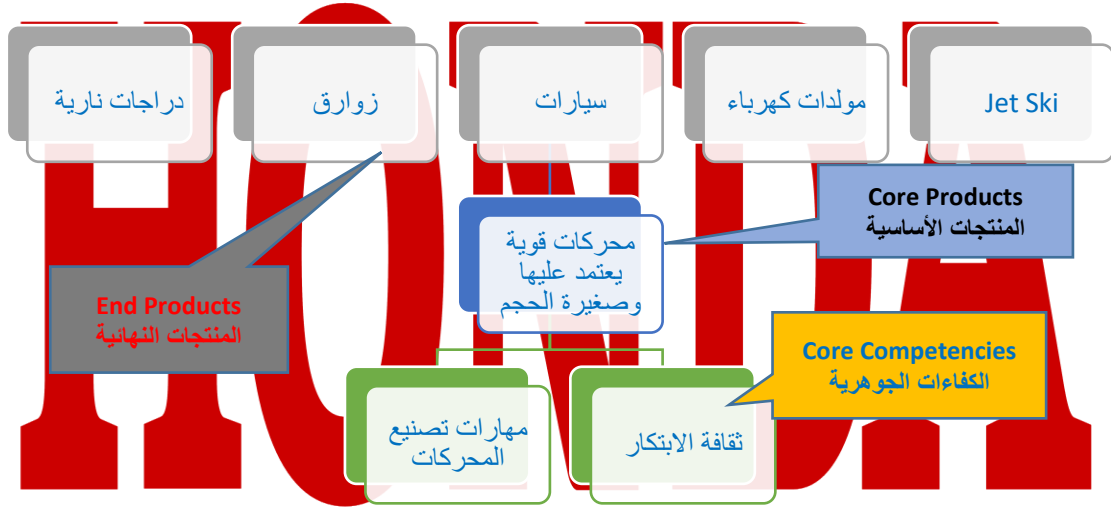 HONDA
دراجات نارية
زوارق
سيارات
مولدات كهرباء
Jet Ski
Core Products
المنتجات الأساسية
محركات قوية
يعتمد عليها
وصغيرة الحجم
End Products
المنتجات النهائية
Core Competencies
الكفاءات الجوهرية
مهارات تصنيع
المحركات
ثقافة الابتكار